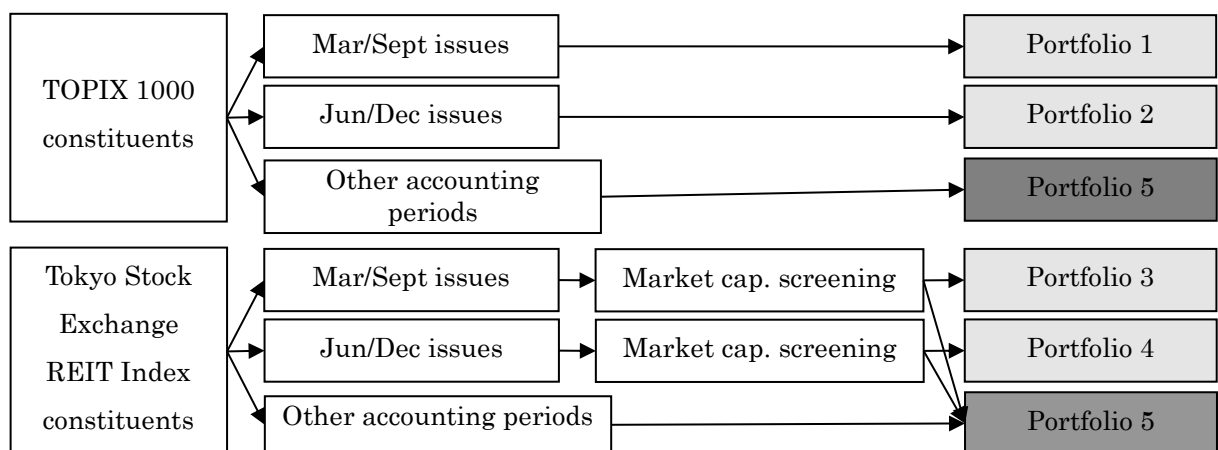 TOPIX 1000
constituents
Mar/Sept issues
Portfolio 1
Jun/Dec issues
Portfolio 2
Other accounting
periods
Portfolio 5
Tokyo Stock
Exchange
REIT Index
constituents
Mar/Sept issues
Market cap. screening
Portfolio 3
Jun/Dec issues
Market cap. screening
Portfolio 4
Other accounting periods
Portfolio 5